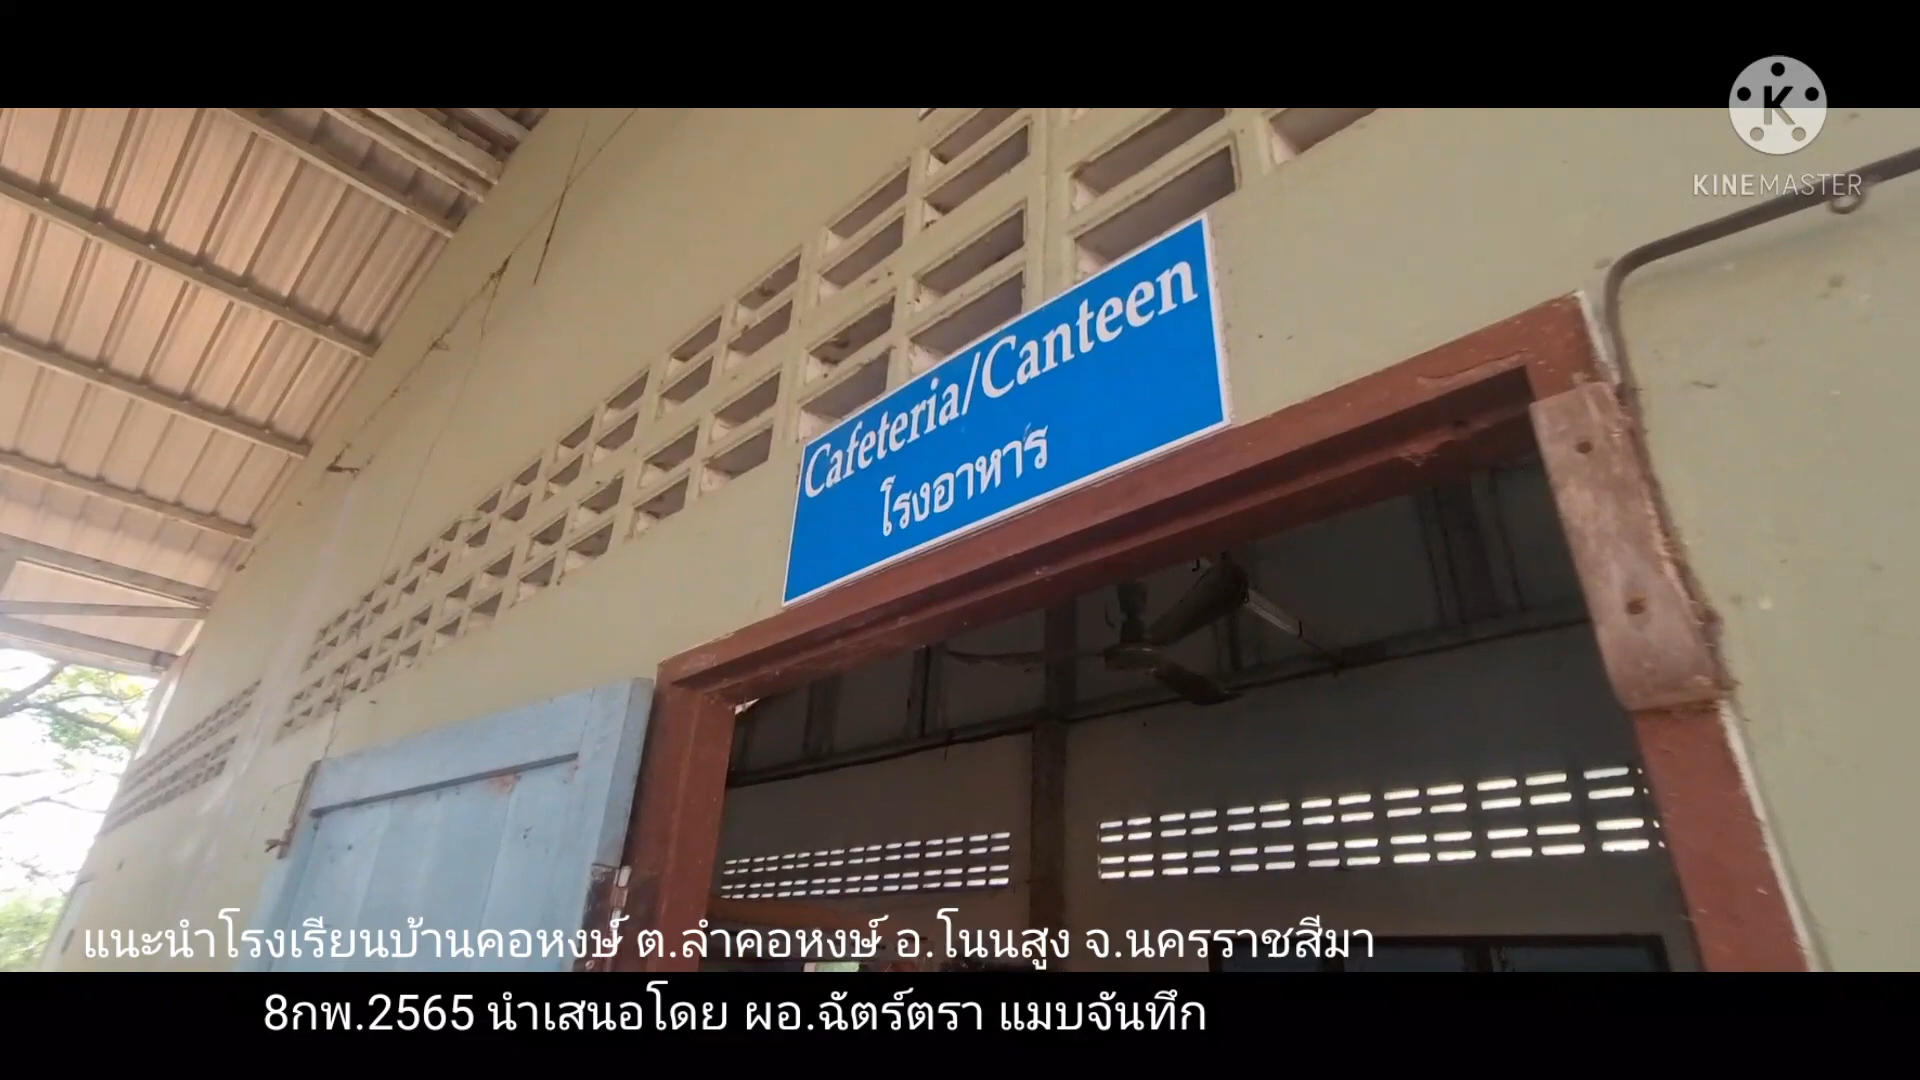 KINEMASTER
Cafeteria/Canteen
โรงอาหาร
แนะนำโรงเรียนบ้านคอหงษ์ ต.ลำคอหงษ์ อ.โนนสูง จ.นครราชสีมา
8กพ.2565 นำเสนอโดย ผอ.ฉัตร์ตรา แมบจันทึก